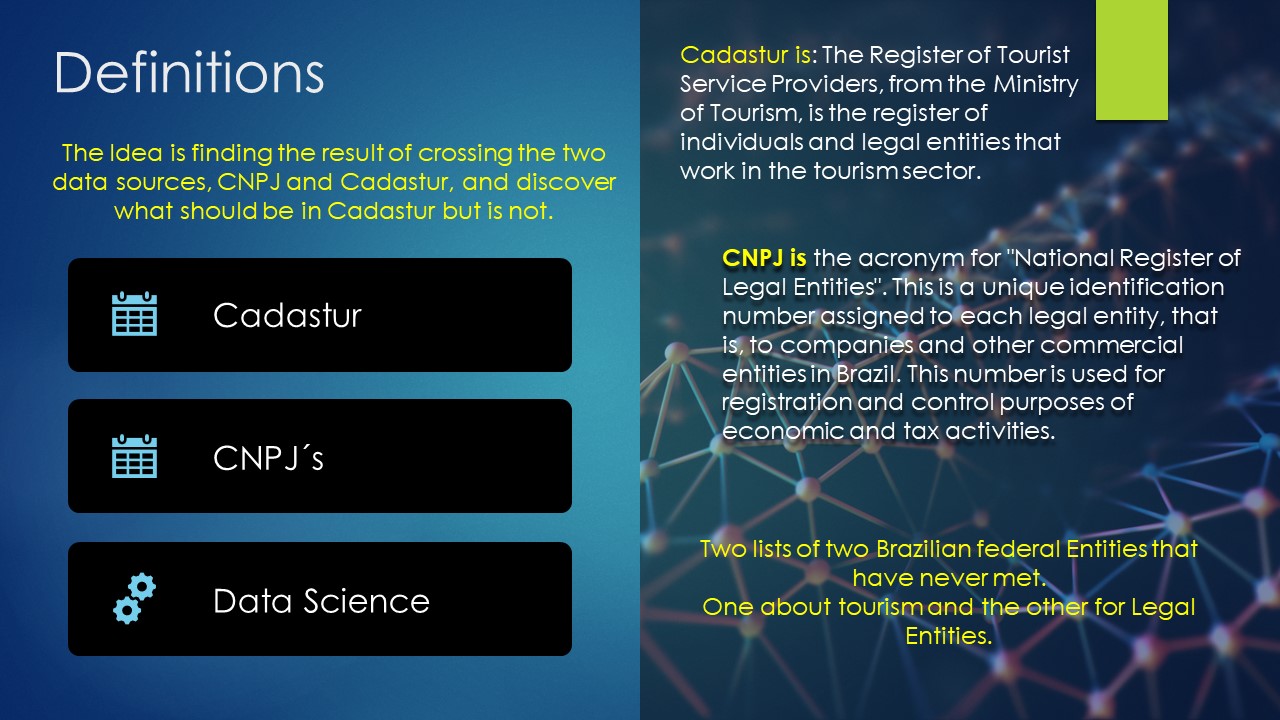 Definitions
The Idea is finding the result of crossing the two
data sources, CNPJ and Cadastur, and discover
what should be in Cadastur but is not.
Cadastur
CNPJ´s
Data Science
Cadastur is: The Register of Tourist
Service Providers, from the Ministry
of Tourism, is the register of
individuals and legal entities that
work in the tourism sector.
CNPJ is the acronym for "National Register of
Legal Entities". This is a unique identification
number assigned to each legal entity, that
is, to companies and other commercial
entities in Brazil. This number is used for
registration and control purposes of
economic and tax activities.
Two lists of two Brazilian federal Entities that
have never met.
One about tourism and the other for Legal
Entities.